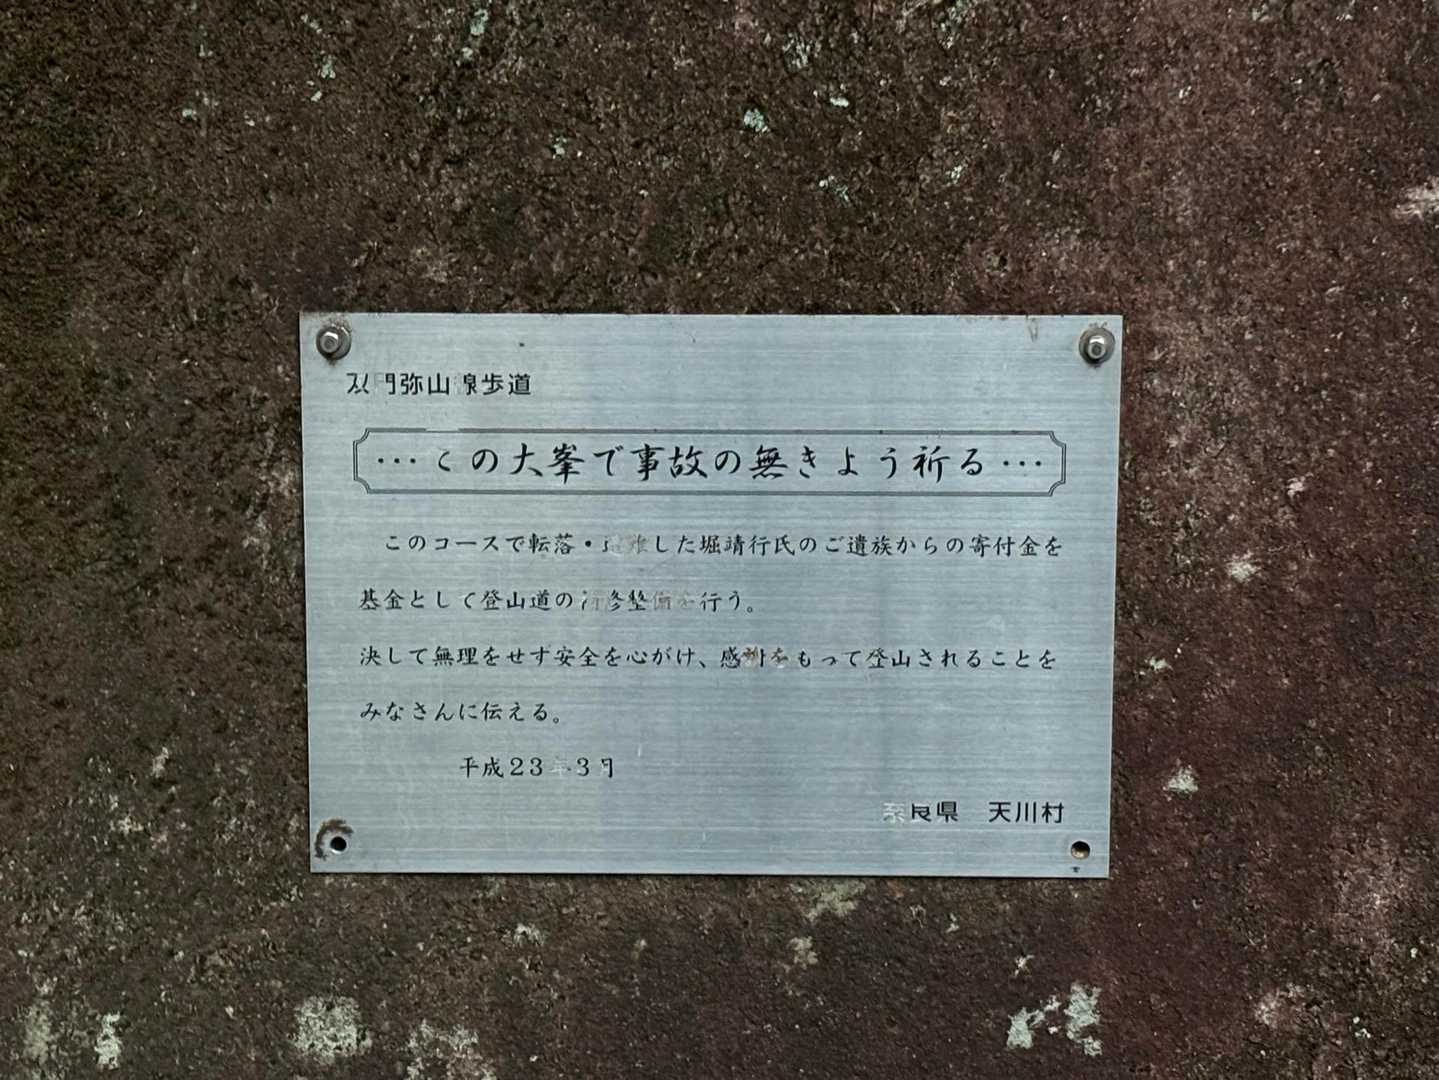 双門弥山線歩道
…この大峯で事故の無きよう祈る…
このコースで転落・遭難した堀靖行氏のご遺族からの寄付金を
基金として登山道の補修整備を行う。
決して無理をせず安全を心がけ、感謝をもって登山されることを
みなさんに伝える。
平成23年3月
奈良県 天川村